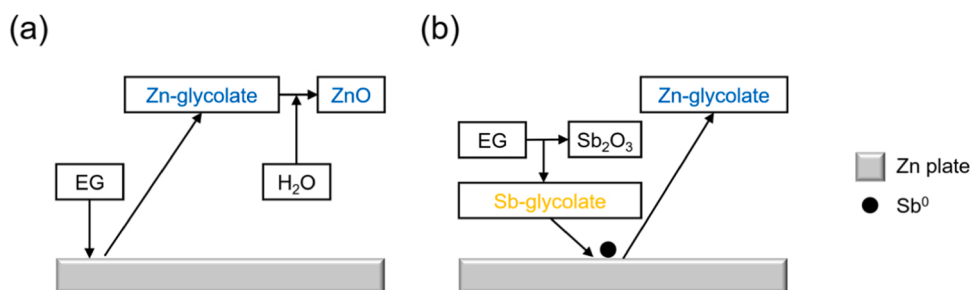 (a)
Zn-glycolate
ZnO
EG
H₂O
(b)
Zn-glycolate
EG
Sb₂O₃
Sb-glycolate
Zn plate
Sb⁰